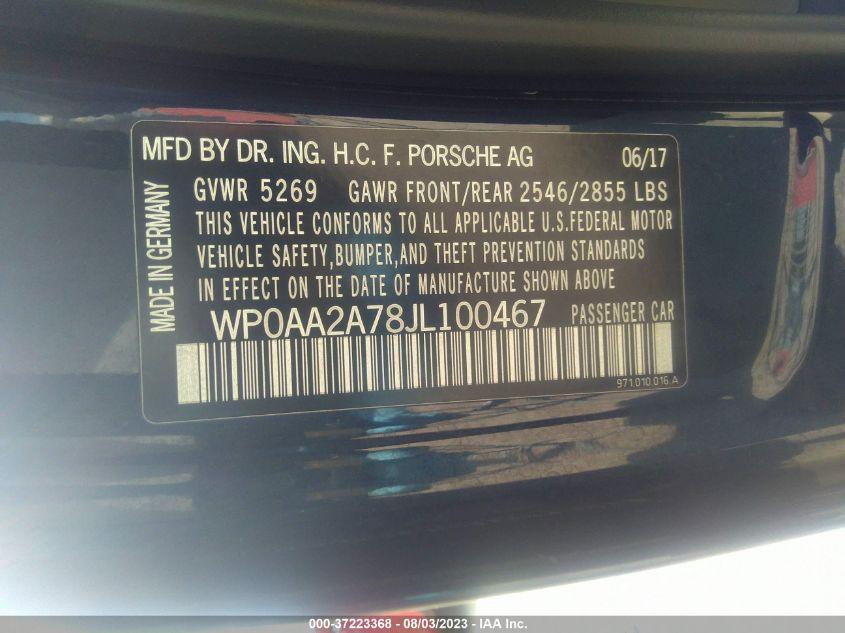 MFD BY DR. ING. H.C. F. PORSCHE AG 06/17
GVWR 5269 GAWR FRONT/REAR 2546/2855 LBS
THIS VEHICLE CONFORMS TO ALL APPLICABLE U.S.FEDERAL MOTOR
VEHICLE SAFETY,BUMPER,AND THEFT PREVENTION STANDARDS
IN EFFECT ON THE DATE OF MANUFACTURE SHOWN ABOVE
WP0AA2A78JL100467 PASSENGER CAR
971.010.016 A
MADE IN GERMANY
000-37223368 - 08/03/2023 - IAA Inc.